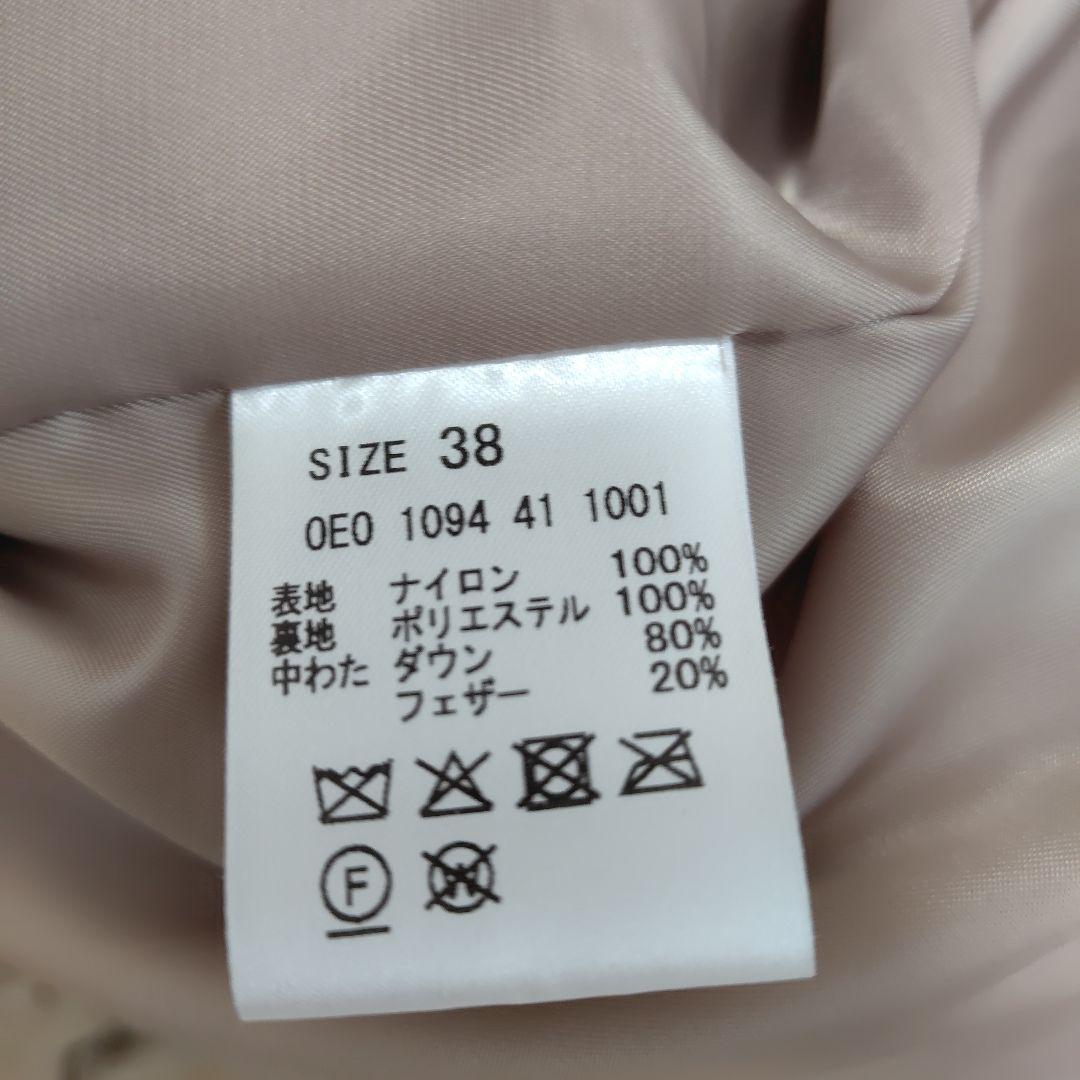 SIZE 38
0E0 1094 41 1001
表地 ナイロン 100%
裏地 ポリエステル 100%
中わた ダウン 80%
フェザー 20%
F
W